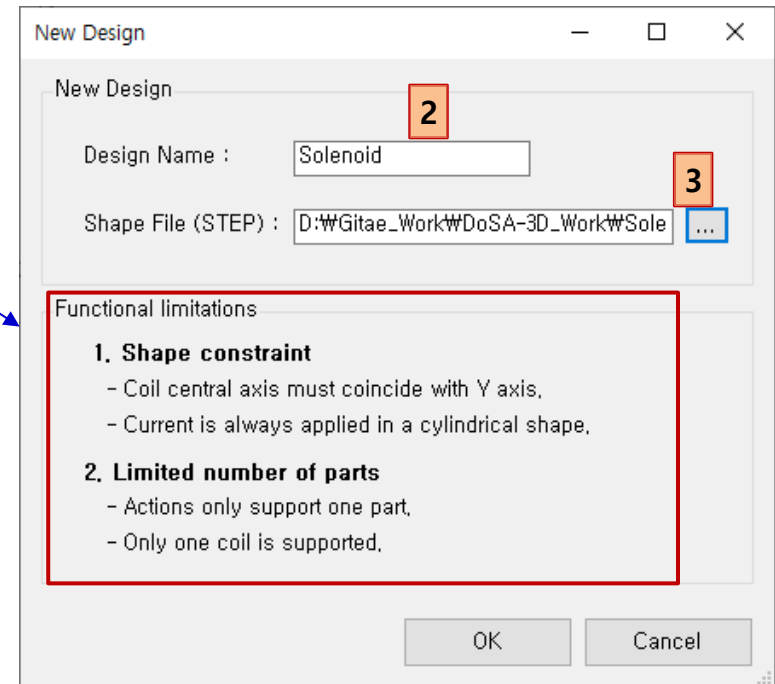 New Design
New Design
2
Design Name :
Solenoid
3
Shape File (STEP) :
D:₩Gitae_Work₩DoSA-3D_Work₩Sole
...
Functional limitations
1. Shape constraint
- Coil central axis must coincide with Y axis,
- Current is always applied in a cylindrical shape,
2. Limited number of parts
- Actions only support one part,
- Only one coil is supported,
OK
Cancel